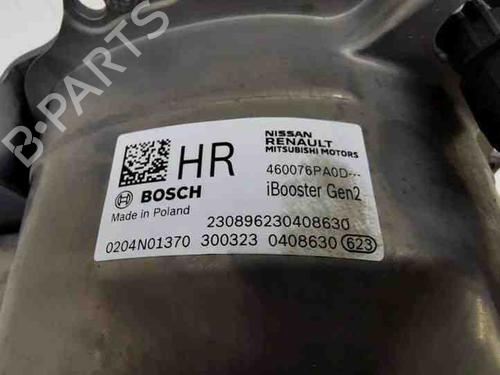 HR
NISSAN
RENAULT
MITSUBISHI MOTORS
460076PA0D---
BOSCH
iBooster Gen2
Made in Poland
230896230408630
0204N01370 300323 0408630 623
B-PARTS